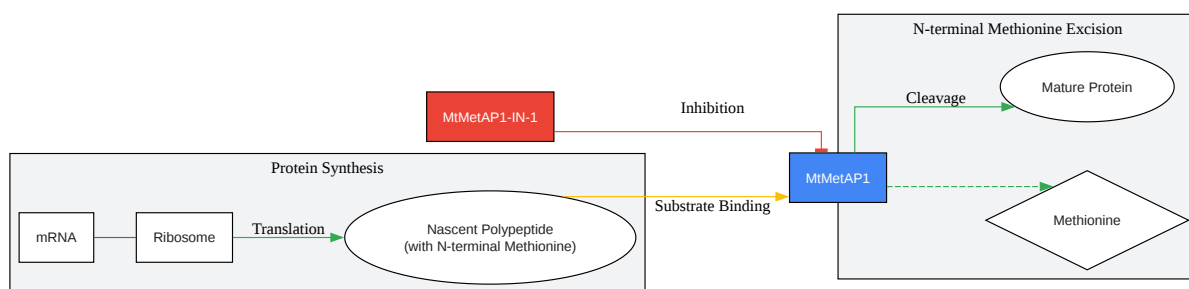 N-terminal Methionine Excision
Mature Protein
Cleavage
Inhibition
MtMetAP1-IN-1
Protein Synthesis
MtMetAP1
Substrate Binding
Methionine
Nascent Polypeptide
(with N-terminal Methionine)
Translation
mRNA
Ribosome